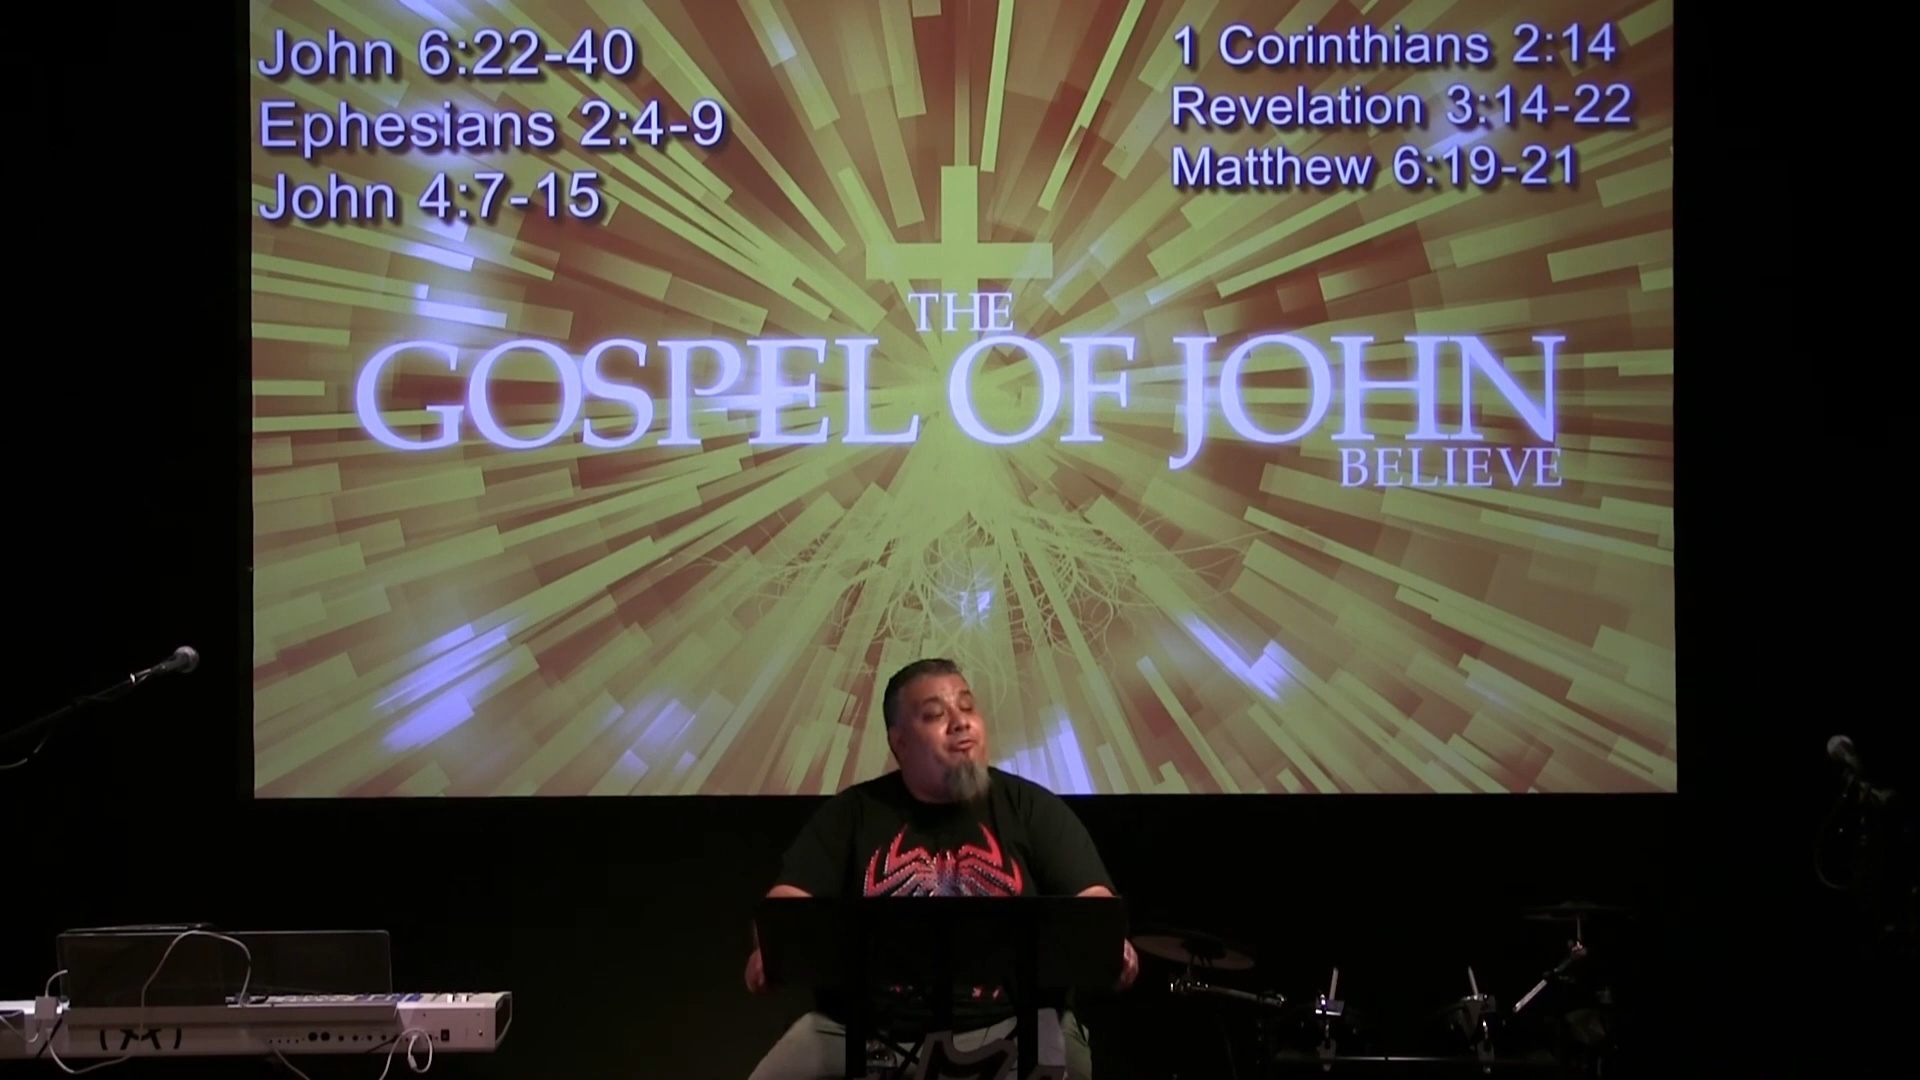 John 6:22-40
Ephesians 2:4-9
John 4:7-15
1 Corinthians 2:14
Revelation 3:14-22
Matthew 6:19-21
THE
GOSPEL OF JOHN
BELIEVE